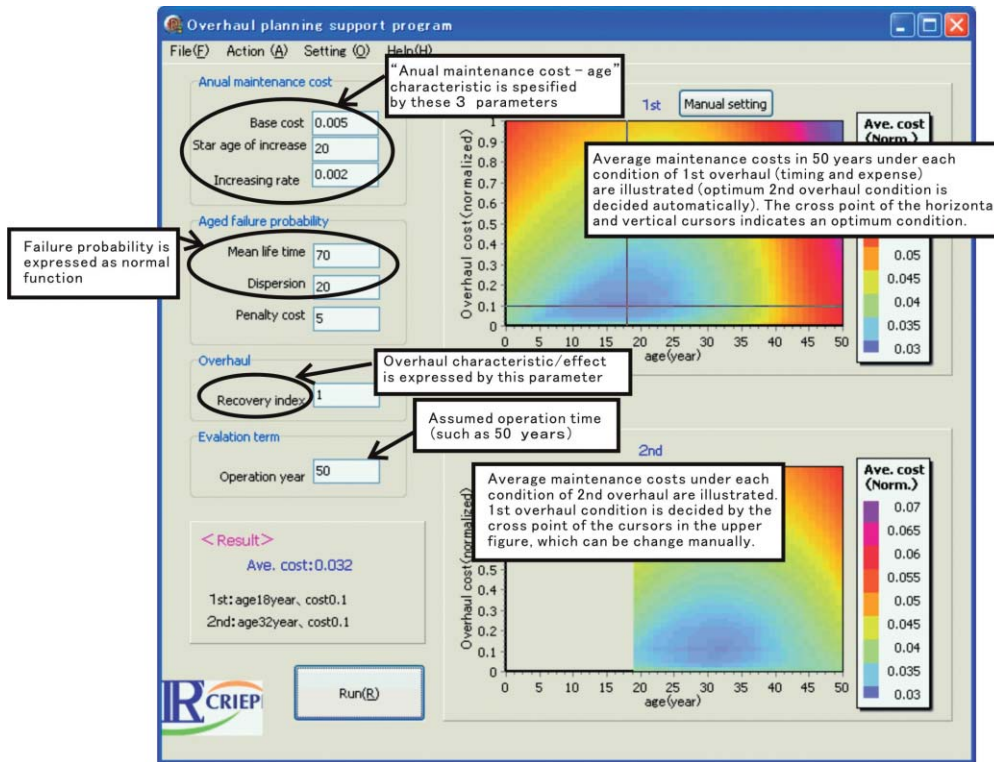 Overhaul planning support program
File(F) Action (A) Setting (O) Help(H)
Anual maintenance cost
Base cost 0.005
Star age of increase 20
Increasing rate 0.002
"Anual maintenance cost – age"
characteristic is spesified
by these 3 parameters
Aged failure probability
Mean life time 70
Dispersion 20
Penalty cost 5
Failure probability is
expressed as normal
function
Overhaul
Recovery index 1
Overhaul characteristic/effect
is expressed by this parameter
Evalation term
Operation year 50
Assumed operation time
(such as 50 years)
<Result>
Ave. cost:0.032
1st:age18year、cost0.1
2nd:age32year、cost0.1
Run(R)
R CRIEPI
1st
Manual setting
Overhaul cost(normalized)
1
0.9
0.8
0.7
0.6
0.5
0.4
0.3
0.2
0.1
0
0 5 10 15 20 25 30 35 40 45 50
age(year)
Ave. cost
(Norm.)
Average maintenance costs in 50 years under each
condition of 1st overhaul (timing and expense)
are illustrated (optimum 2nd overhaul condition is
decided automatically). The cross point of the horizonta
and vertical cursors indicates an optimum condition.
0.05
0.045
0.04
0.035
0.03
2nd
Average maintenance costs under each
condition of 2nd overhaul are illustrated.
1st overhaul condition is decided by the
cross point of the cursors in the upper
figure, which can be change manually.
Overhaul cost(normalized)
0.5
0.4
0.3
0.2
0.1
0
0 5 10 15 20 25 30 35 40 45 50
age(year)
Ave. cost
(Norm.)
0.07
0.065
0.06
0.055
0.05
0.045
0.04
0.035
0.03